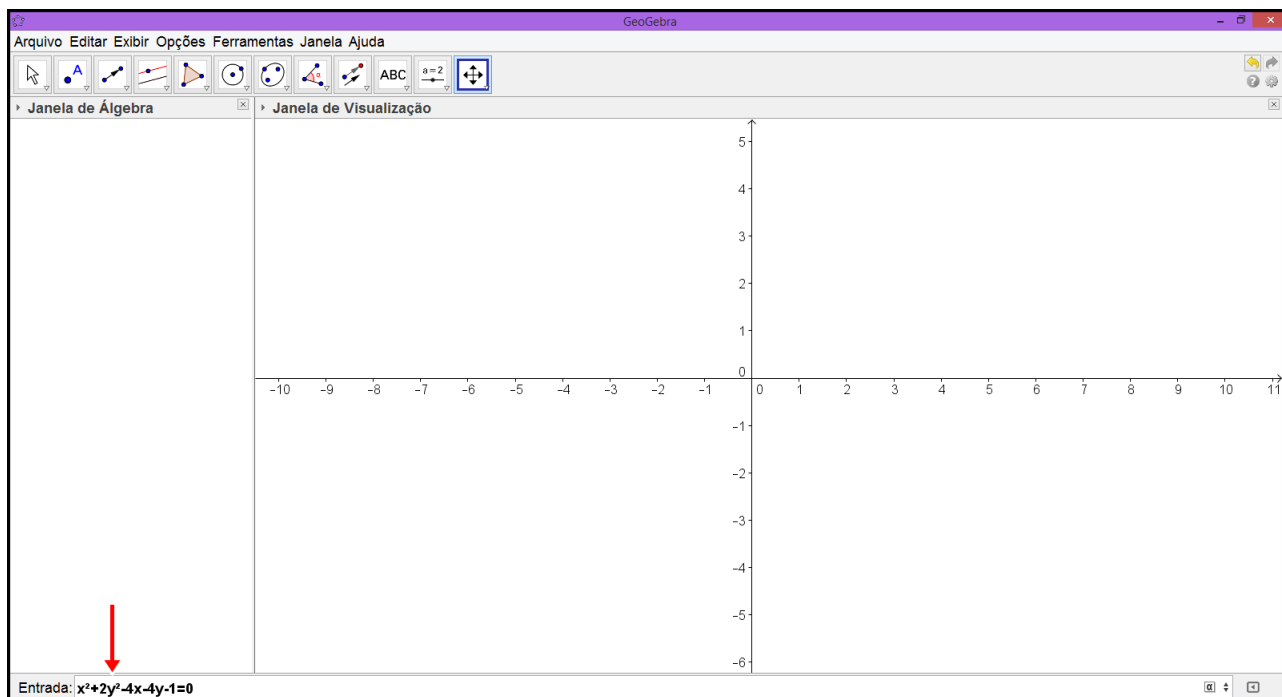 GeoGebra
Arquivo Editar Exibir Opções Ferramentas Janela Ajuda
A
α
ABC
a=2
Janela de Álgebra
Janela de Visualização
5
4
3
2
1
0
-10 -9 -8 -7 -6 -5 -4 -3 -2 -1 0 1 2 3 4 5 6 7 8 9 10 11
-1
-2
-3
-4
-5
-6
Entrada: x²+2y²-4x-4y-1=0
α